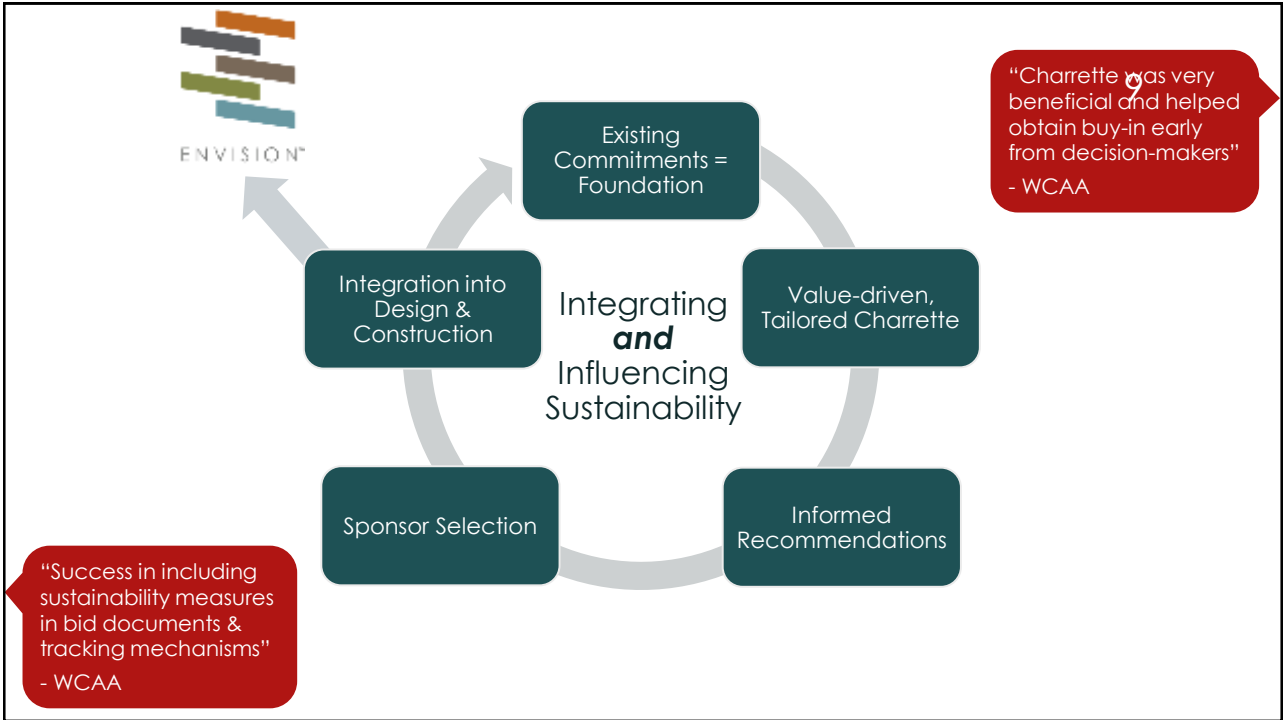 ENVISION™
"Charrette was very
beneficial and helped
obtain buy-in early
from decision-makers"
- WCAA
9
Existing
Commitments =
Foundation
Integration into
Design &
Construction
Integrating
and
Influencing
Sustainability
Value-driven,
Tailored Charrette
Sponsor Selection
Informed
Recommendations
"Success in including
sustainability measures
in bid documents &
tracking mechanisms"
- WCAA